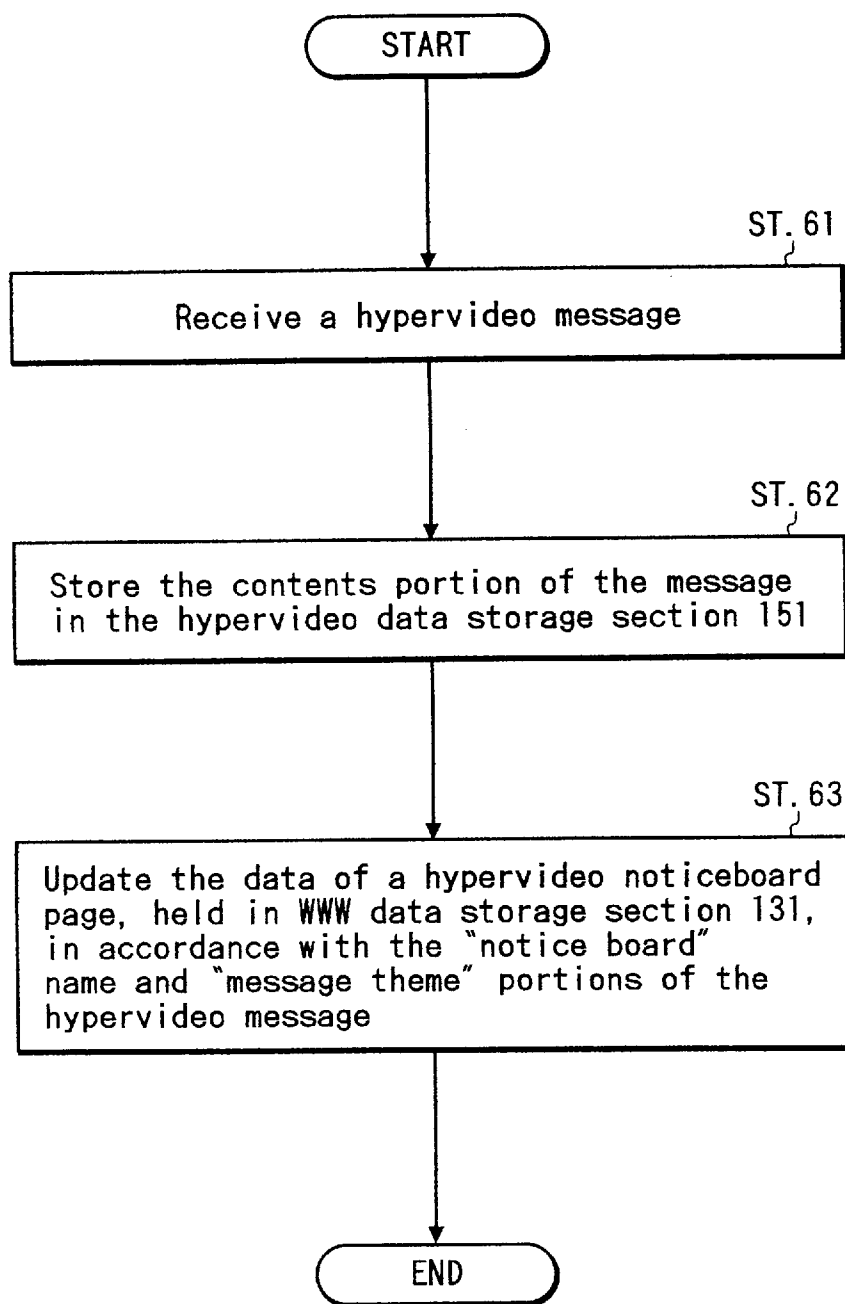 START
ST. 61
Receive a hypervideo message
ST. 62
Store the contents portion of the message
in the hypervideo data storage section 151
ST. 63
Update the data of a hypervideo noticeboard
page, held in WWW data storage section 131,
in accordance with the "notice board"
name and "message theme" portions of the
hypervideo message
END